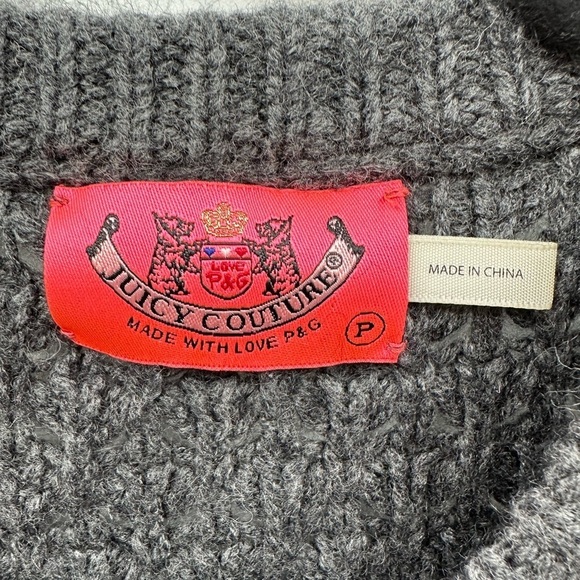 LOVE
P&G
JUICY COUTURE®
MADE WITH LOVE P&G
P
MADE IN CHINA